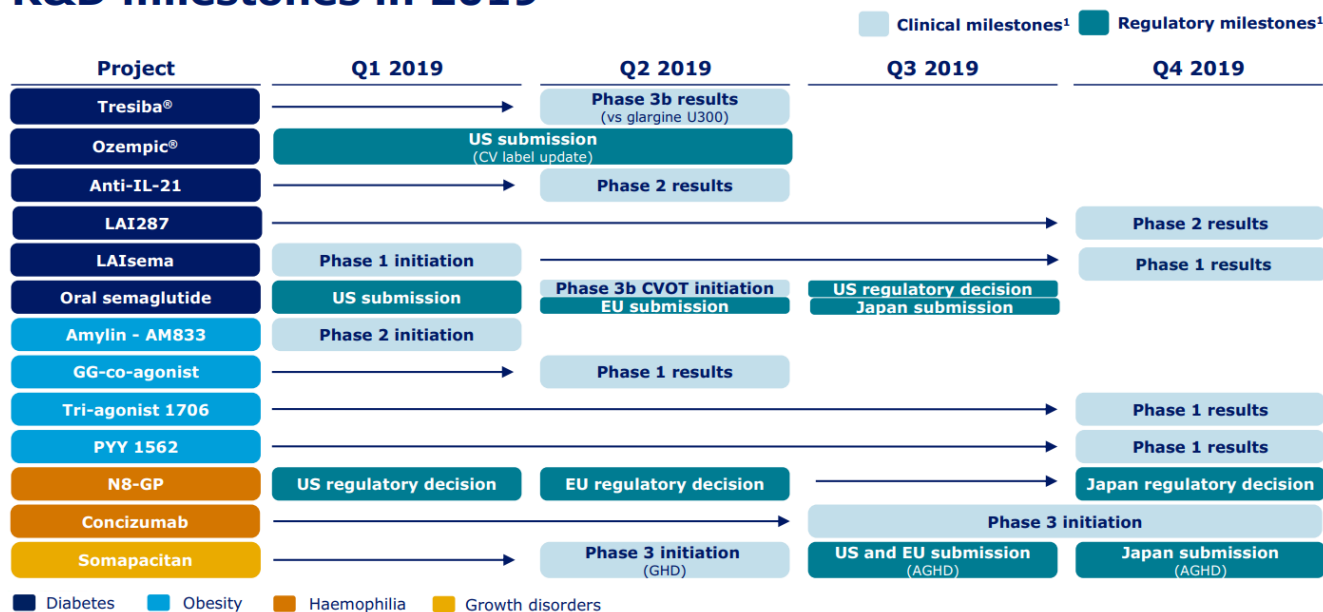 R&D milestones in 2019
Clinical milestones¹ Regulatory milestones¹
Project Q1 2019 Q2 2019 Q3 2019 Q4 2019
Tresiba® Phase 3b results
(vs glargine U300)
Ozempic® US submission
(CV label update)
Anti-IL-21 Phase 2 results
LAI287 Phase 2 results
LAIsema Phase 1 initiation Phase 1 results
Oral semaglutide US submission Phase 3b CVOT initiation US regulatory decision
EU submission Japan submission
Amylin - AM833 Phase 2 initiation
GG-co-agonist Phase 1 results
Tri-agonist 1706 Phase 1 results
PYY 1562 Phase 1 results
N8-GP US regulatory decision EU regulatory decision Japan regulatory decision
Concizumab Phase 3 initiation
Somapacitan Phase 3 initiation US and EU submission Japan submission
(GHD) (AGHD) (AGHD)
Diabetes Obesity Haemophilia Growth disorders